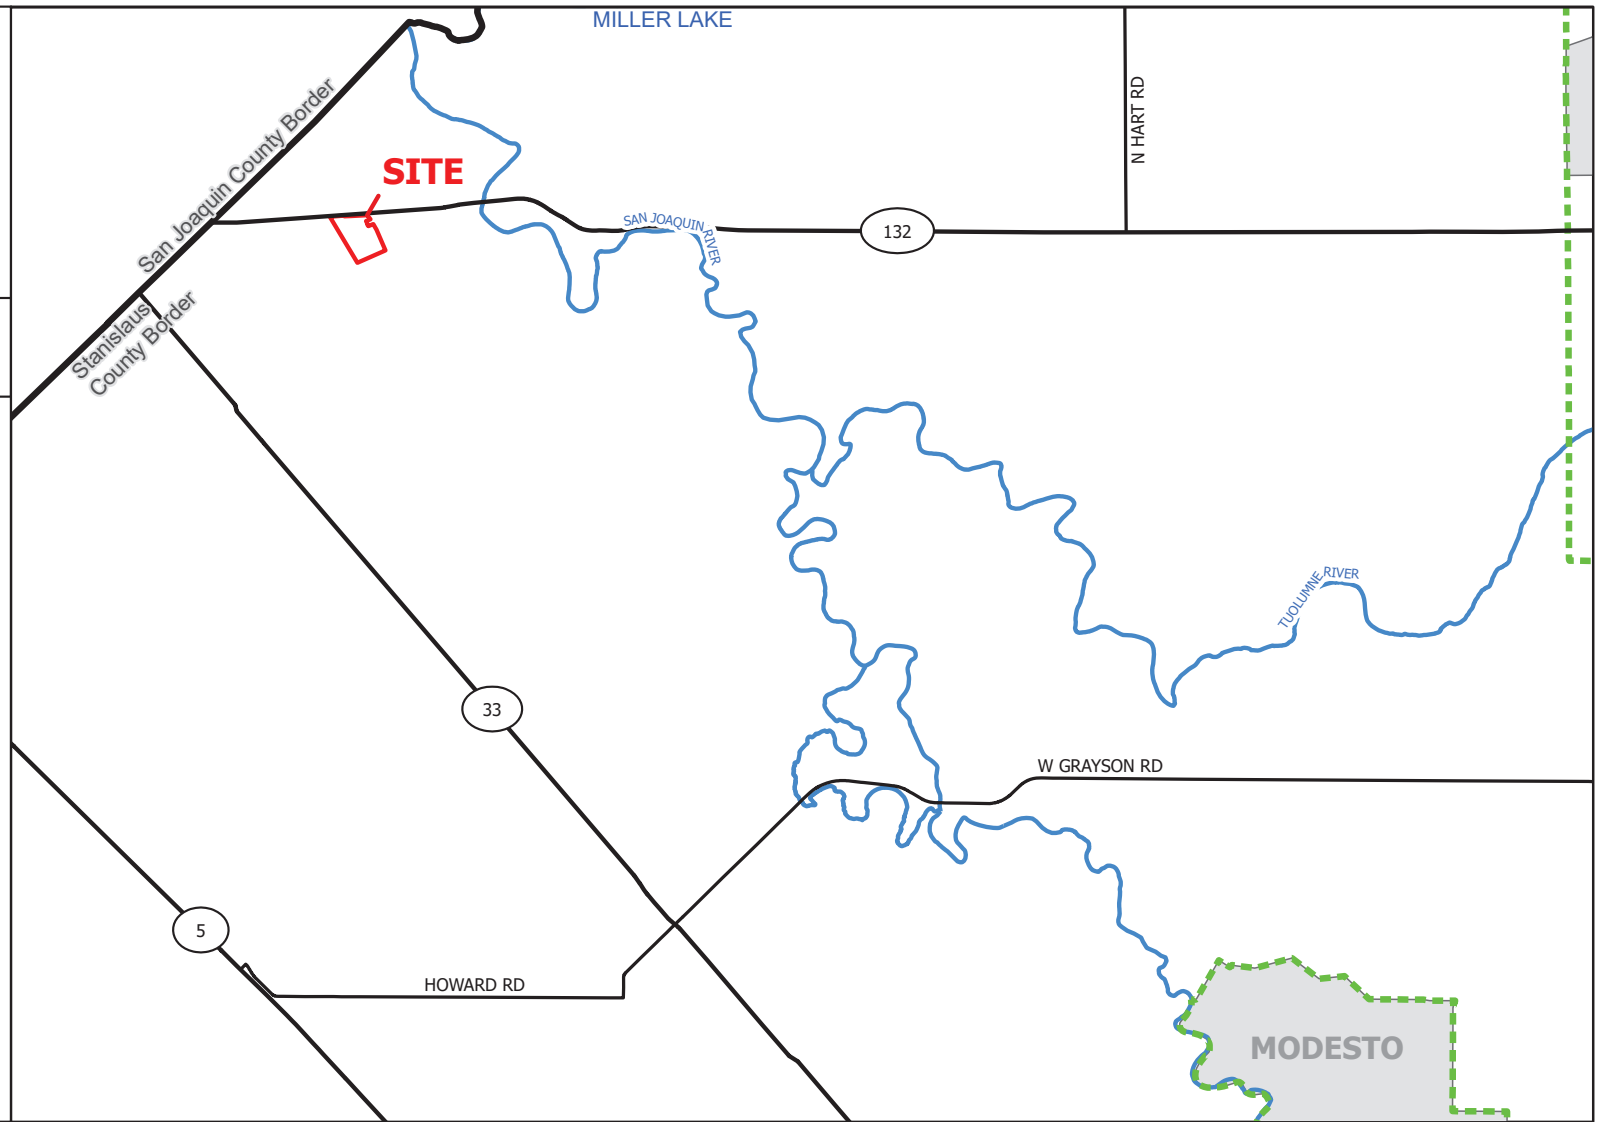 MILLER LAKE
N HART RD
San Joaquin County Border
SITE
SAN JOAQUIN RIVER
132
Stanislaus
County Border
TUOLUMNE RIVER
33
W GRAYSON RD
5
HOWARD RD
MODESTO